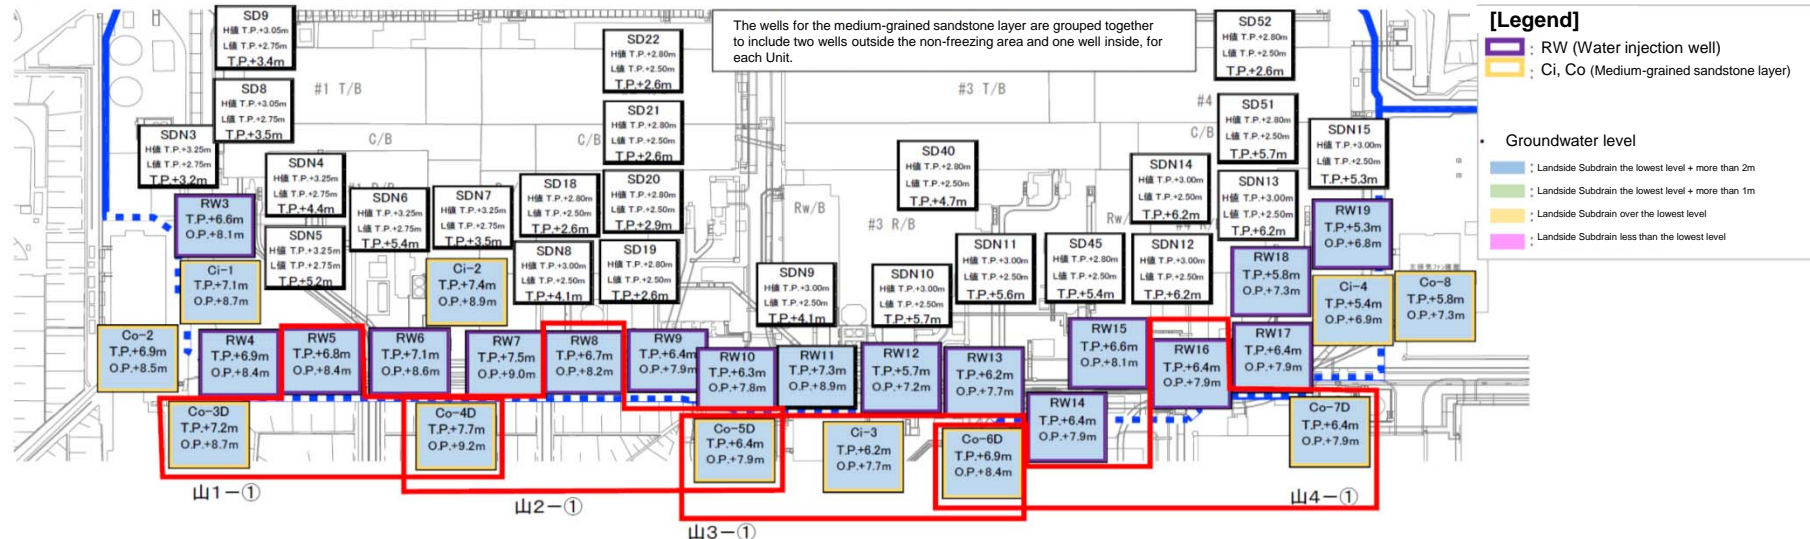 The wells for the medium-grained sandstone layer are grouped together
to include two wells outside the non-freezing area and one well inside, for
each Unit.
[Legend]
: RW (Water injection well)
: Ci, Co (Medium-grained sandstone layer)
Groundwater level
: Landside Subdrain the lowest level + more than 2m
: Landside Subdrain the lowest level + more than 1m
: Landside Subdrain over the lowest level
: Landside Subdrain less than the lowest level
SD9
H値 T.P.+3.05m
L値 T.P.+2.75m
T.P.+3.4m
SD8
H値 T.P.+3.05m
L値 T.P.+2.75m
T.P.+3.5m
SDN3
H値 T.P.+3.25m
L値 T.P.+2.75m
T.P.+3.2m
SDN4
H値 T.P.+3.25m
L値 T.P.+2.75m
T.P.+4.4m
SDN5
H値 T.P.+3.25m
L値 T.P.+2.75m
T.P.+5.2m
SDN6
H値 T.P.+3.25m
L値 T.P.+2.75m
T.P.+5.4m
SDN7
H値 T.P.+3.25m
L値 T.P.+2.75m
T.P.+3.5m
SD18
H値 T.P.+2.80m
L値 T.P.+2.50m
T.P.+2.6m
SDN8
H値 T.P.+3.00m
L値 T.P.+2.50m
T.P.+4.1m
SD22
H値 T.P.+2.80m
L値 T.P.+2.50m
T.P.+2.6m
SD21
H値 T.P.+2.80m
L値 T.P.+2.50m
T.P.+2.6m
SD20
H値 T.P.+2.80m
L値 T.P.+2.50m
T.P.+2.9m
SD19
H値 T.P.+2.80m
L値 T.P.+2.50m
T.P.+2.6m
SDN9
H値 T.P.+3.00m
L値 T.P.+2.50m
T.P.+4.1m
SD40
H値 T.P.+2.80m
L値 T.P.+2.50m
T.P.+4.7m
SDN10
H値 T.P.+3.00m
L値 T.P.+2.50m
T.P.+5.7m
SDN11
H値 T.P.+3.00m
L値 T.P.+2.50m
T.P.+5.6m
SD45
H値 T.P.+2.80m
L値 T.P.+2.50m
T.P.+5.4m
SDN14
H値 T.P.+3.00m
L値 T.P.+2.50m
T.P.+6.2m
SDN12
H値 T.P.+3.00m
L値 T.P.+2.50m
T.P.+6.2m
SD52
H値 T.P.+2.80m
L値 T.P.+2.50m
T.P.+2.6m
SD51
H値 T.P.+2.80m
L値 T.P.+2.50m
T.P.+5.7m
SDN13
H値 T.P.+3.00m
L値 T.P.+2.50m
T.P.+6.2m
SDN15
H値 T.P.+3.00m
L値 T.P.+2.50m
T.P.+5.3m
#1 T/B
C/B
C/B
#3 T/B
Rw/B
#3 R/B
#4
C/B
RW3
T.P.+6.6m
O.P.+8.1m
Ci-1
T.P.+7.1m
O.P.+8.7m
Co-2
T.P.+6.9m
O.P.+8.5m
RW4
T.P.+6.9m
O.P.+8.4m
RW5
T.P.+6.8m
O.P.+8.4m
RW6
T.P.+7.1m
O.P.+8.6m
Ci-2
T.P.+7.4m
O.P.+8.9m
RW7
T.P.+7.5m
O.P.+9.0m
RW8
T.P.+6.7m
O.P.+8.2m
RW9
T.P.+6.4m
O.P.+7.9m
RW10
T.P.+6.3m
O.P.+7.8m
RW11
T.P.+7.3m
O.P.+8.9m
RW12
T.P.+5.7m
O.P.+7.2m
RW13
T.P.+6.2m
O.P.+7.7m
RW14
T.P.+6.4m
O.P.+7.9m
RW15
T.P.+6.6m
O.P.+8.1m
RW16
T.P.+6.4m
O.P.+7.9m
RW17
T.P.+6.4m
O.P.+7.9m
RW18
T.P.+5.8m
O.P.+7.3m
RW19
T.P.+5.3m
O.P.+6.8m
Ci-4
T.P.+5.4m
O.P.+6.9m
Co-8
T.P.+5.8m
O.P.+7.3m
Co-3D
T.P.+7.2m
O.P.+8.7m
Co-4D
T.P.+7.7m
O.P.+9.2m
Co-5D
T.P.+6.4m
O.P.+7.9m
Ci-3
T.P.+6.2m
O.P.+7.7m
Co-6D
T.P.+6.9m
O.P.+8.4m
Co-7D
T.P.+6.4m
O.P.+7.9m
山1-①
山2-①
山3-①
山4-①